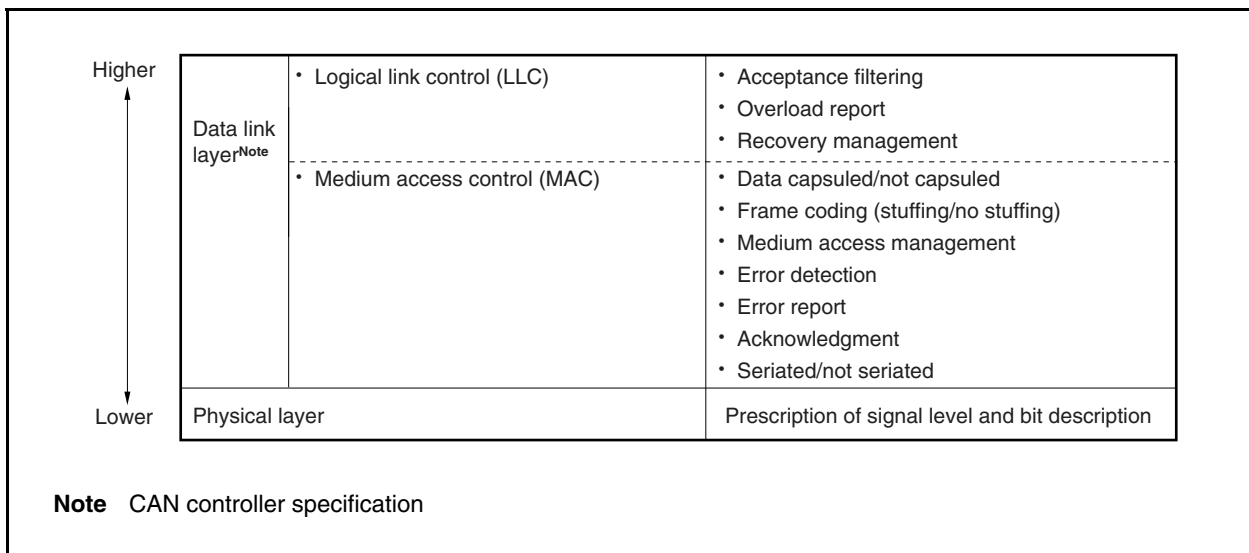 Higher
Data link
layerNote
• Logical link control (LLC)
• Acceptance filtering
• Overload report
• Recovery management
• Medium access control (MAC)
• Data capsuled/not capsuled
• Frame coding (stuffing/no stuffing)
• Medium access management
• Error detection
• Error report
• Acknowledgment
• Seriated/not seriated
Lower
Physical layer
Prescription of signal level and bit description
Note CAN controller specification